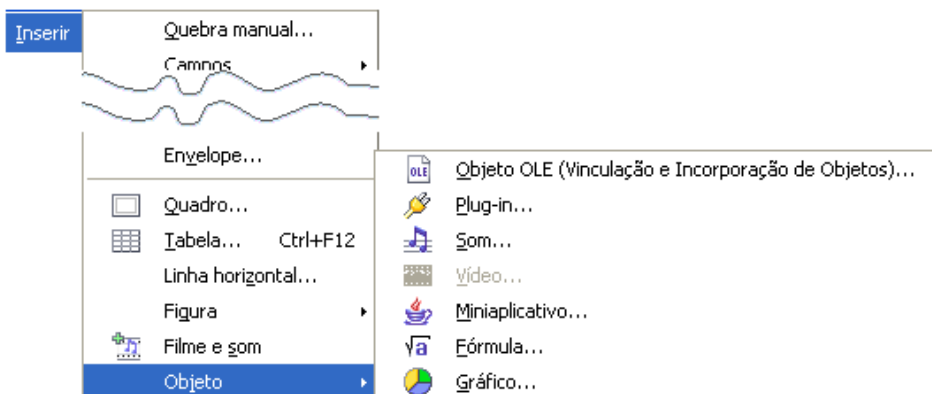 Inserir
Quebra manual...
Campos
Envelope...
Quadro...
Tabela... Ctrl+F12
Linha horizontal...
Figura
Filme e som
Objeto
OLE
Objeto OLE (Vinculação e Incorporação de Objetos)...
Plug-in...
Som...
Vídeo...
Miniaplicativo...
√a Fórmula...
Gráfico...